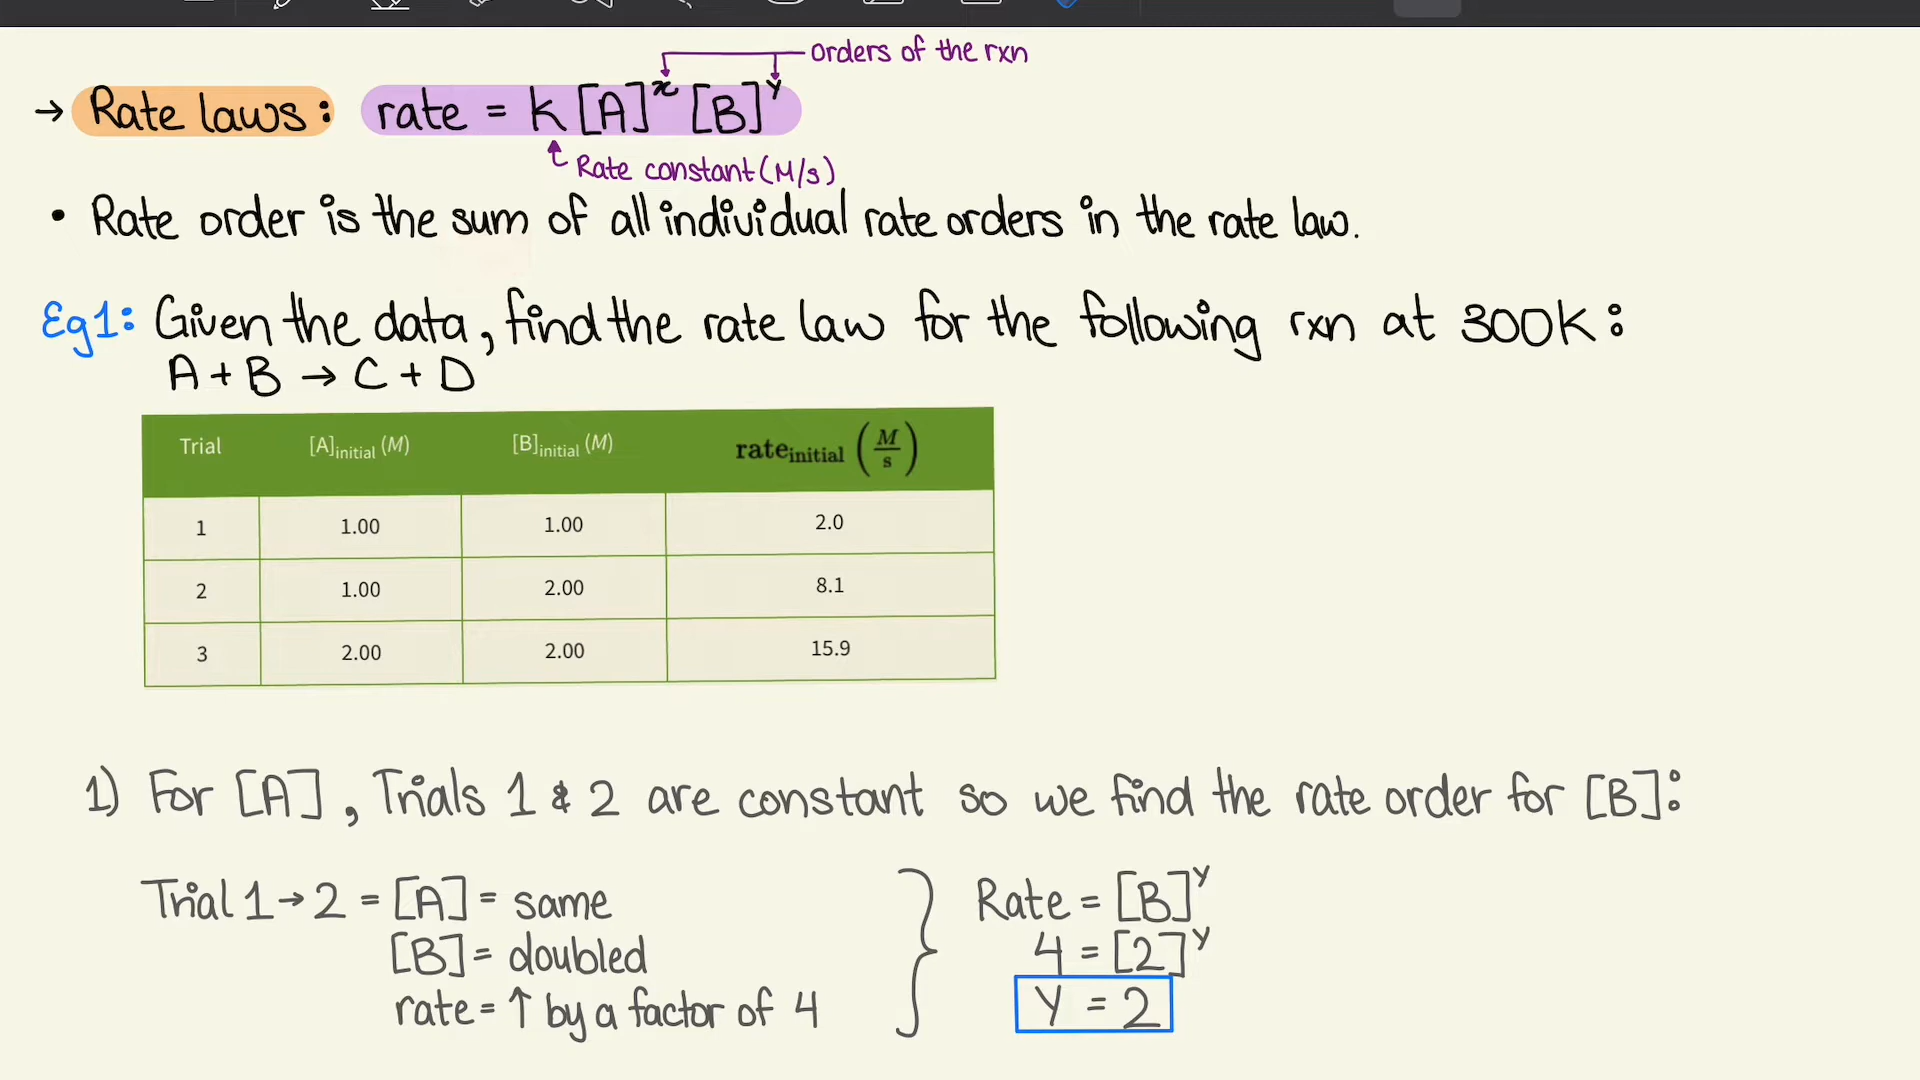 orders of the rxn
→ Rate laws: rate = k [A]ˣ [B]ʸ
Rate constant (M/s)
• Rate order is the sum of all individual rate orders in the rate law.
Eg1: Given the data, find the rate law for the following rxn at 300K:
A + B → C + D
Trial [A]initial (M) [B]initial (M) rateinitial (M/s)
1 1.00 1.00 2.0
2 1.00 2.00 8.1
3 2.00 2.00 15.9
1) For [A], Trials 1 & 2 are constant so we find the rate order for [B]:
Trial 1→2 = [A] = same
[B] = doubled
rate = ↑ by a factor of 4
Rate = [B]ʸ
4 = [2]ʸ
Y = 2